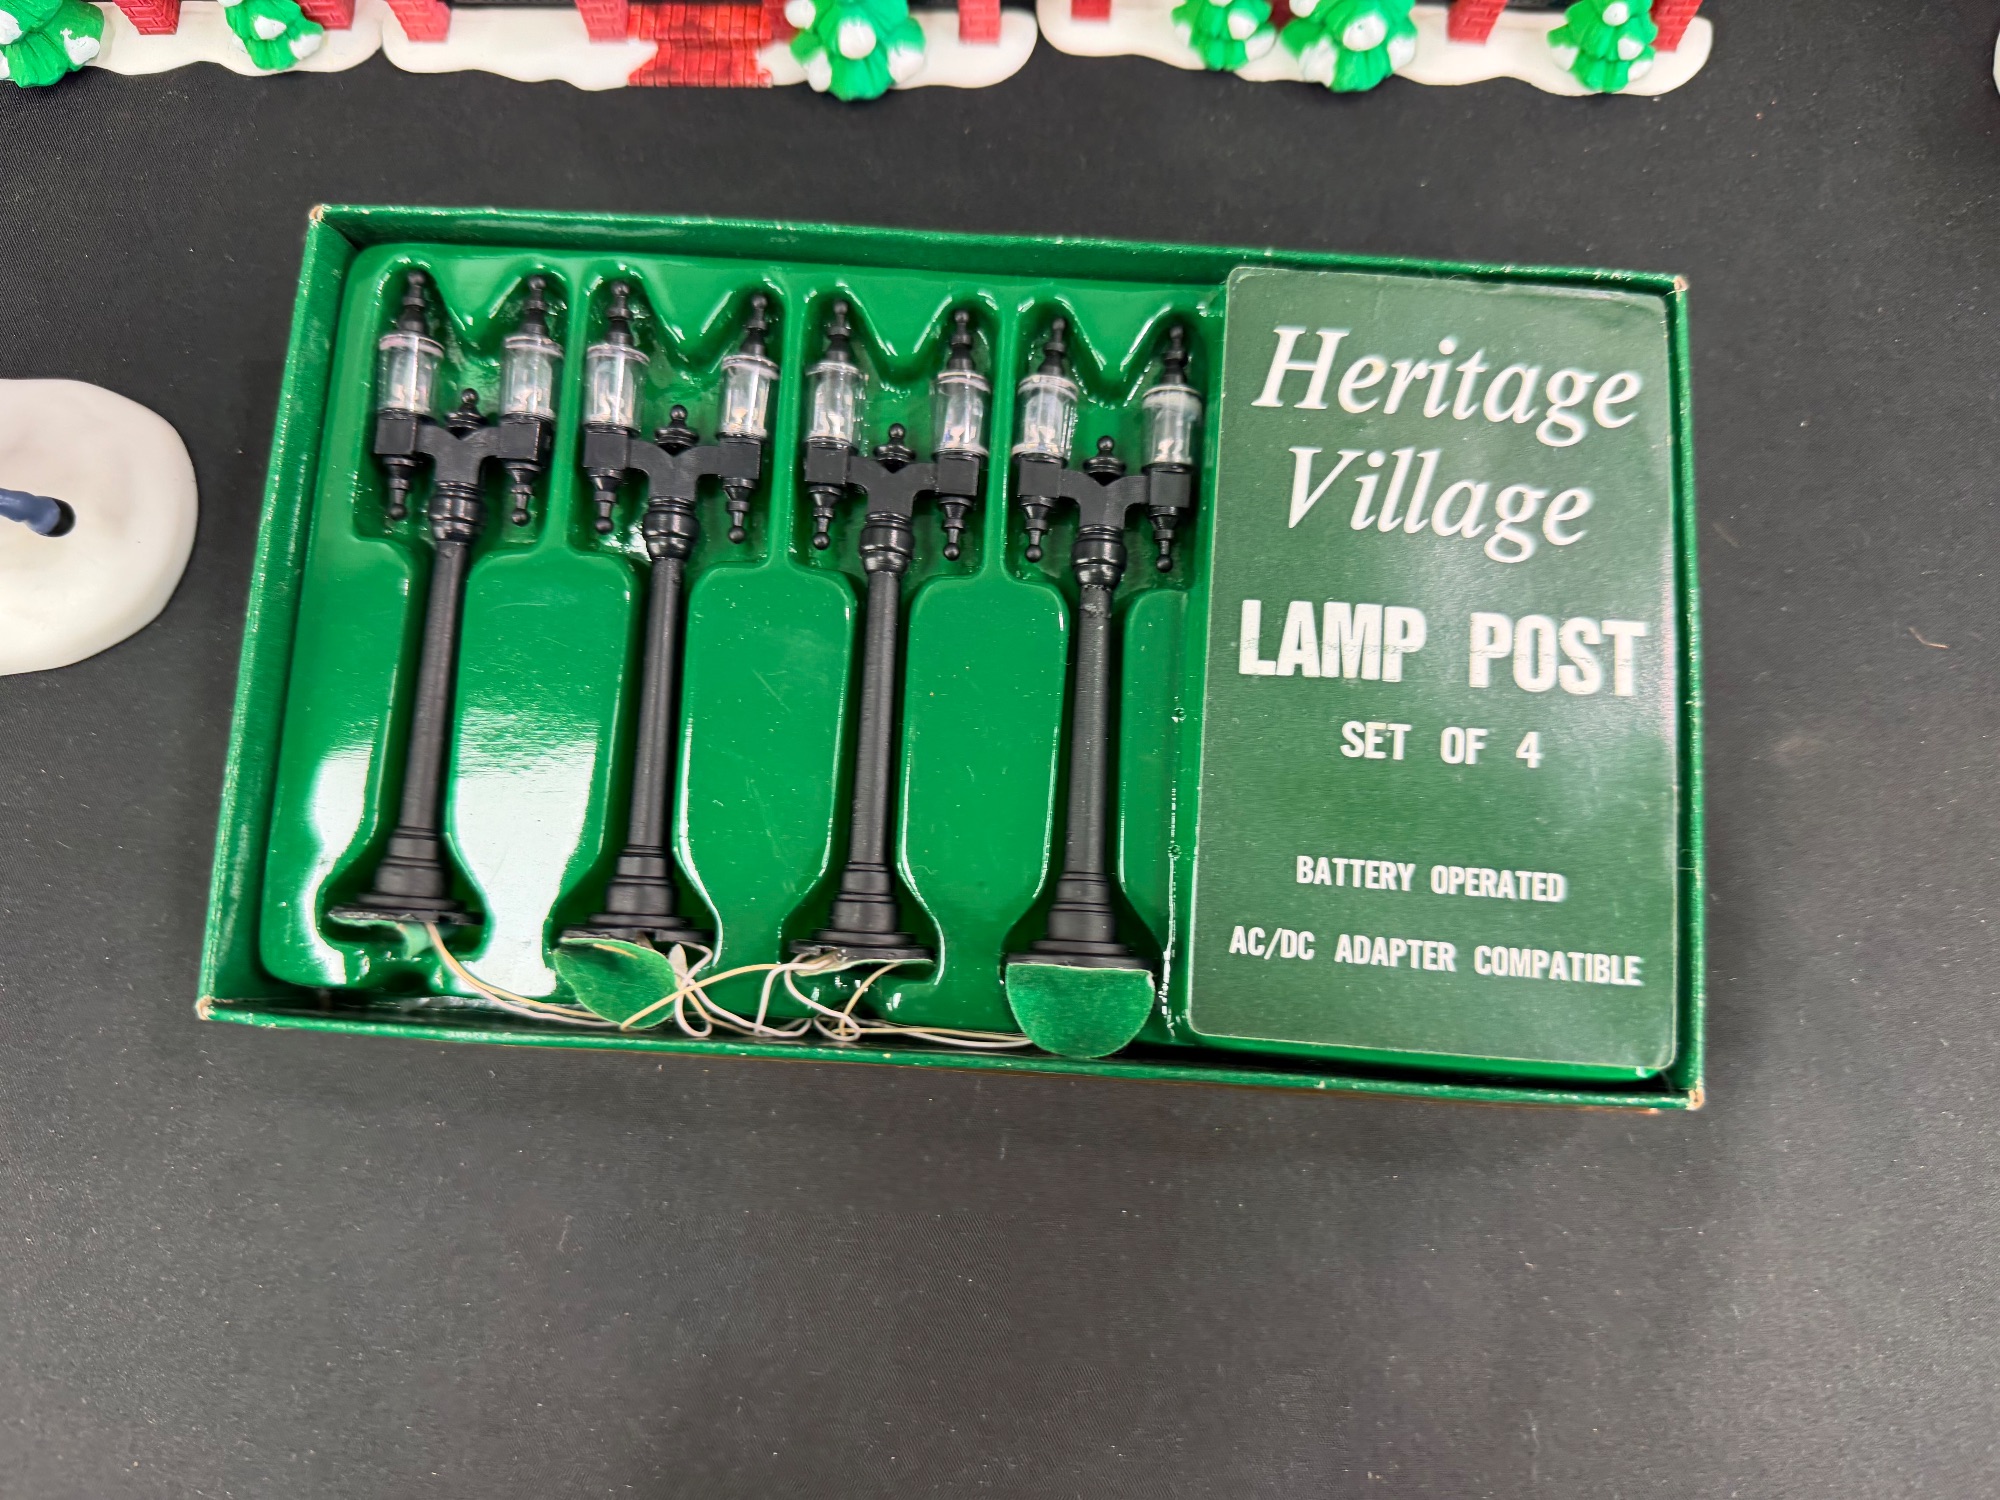 Heritage
Village
LAMP POST
SET OF 4
BATTERY OPERATED
AC/DC ADAPTER COMPATIBLE